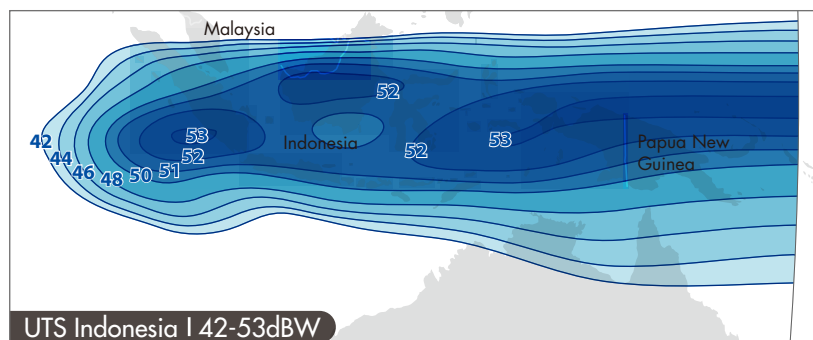 Malaysia
52
53
52
Indonesia
53
52
Papua New
Guinea
42
44
46
48
50
51
UTS Indonesia I 42-53dBW